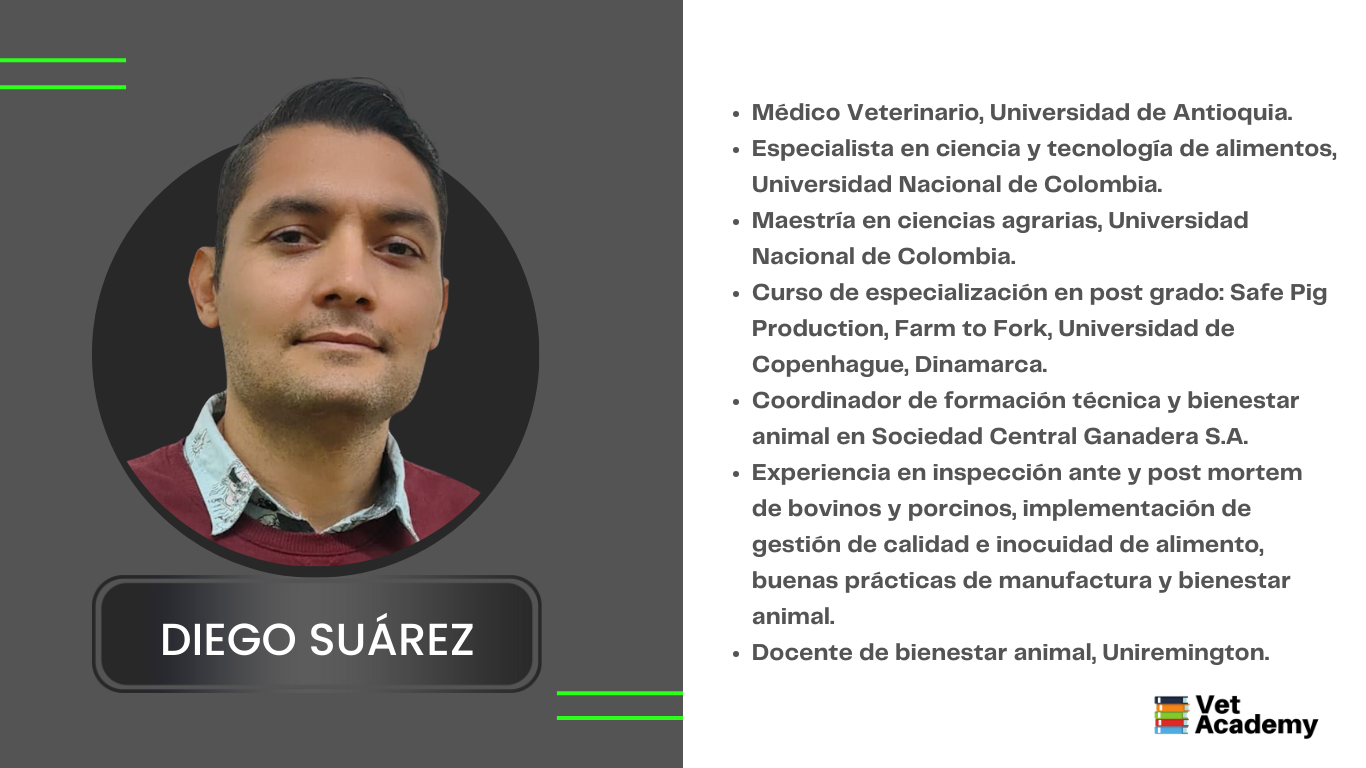 DIEGO SUÁREZ
• Médico Veterinario, Universidad de Antioquia.
• Especialista en ciencia y tecnología de alimentos,
Universidad Nacional de Colombia.
• Maestría en ciencias agrarias, Universidad
Nacional de Colombia.
• Curso de especialización en post grado: Safe Pig
Production, Farm to Fork, Universidad de
Copenhague, Dinamarca.
• Coordinador de formación técnica y bienestar
animal en Sociedad Central Ganadera S.A.
• Experiencia en inspección ante y post mortem
de bovinos y porcinos, implementación de
gestión de calidad e inocuidad de alimento,
buenas prácticas de manufactura y bienestar
animal.
• Docente de bienestar animal, Uniremington.
Vet
Academy